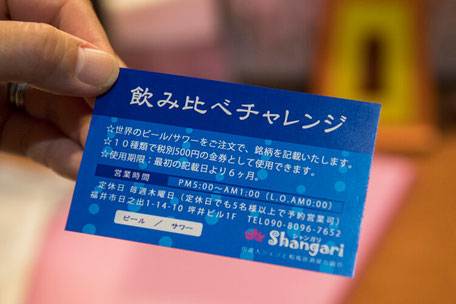 飲み比べチャレンジ
☆世界のビール/サワーをご注文で、銘柄を記載いたします。
☆10種類で税別500円の金券として使用できます。
☆使用期限：最初の記載日より6ヶ月。
営業時間 PM5:00～AM1:00 (L.O.AM0:00)
定休日 毎週木曜日（定休日でも5名様以上で予約営業可）
福井市日之出1-14-10 坪井ビル1F TEL090-8096-7652
ビール / サワー
シャンガリ
Shangari